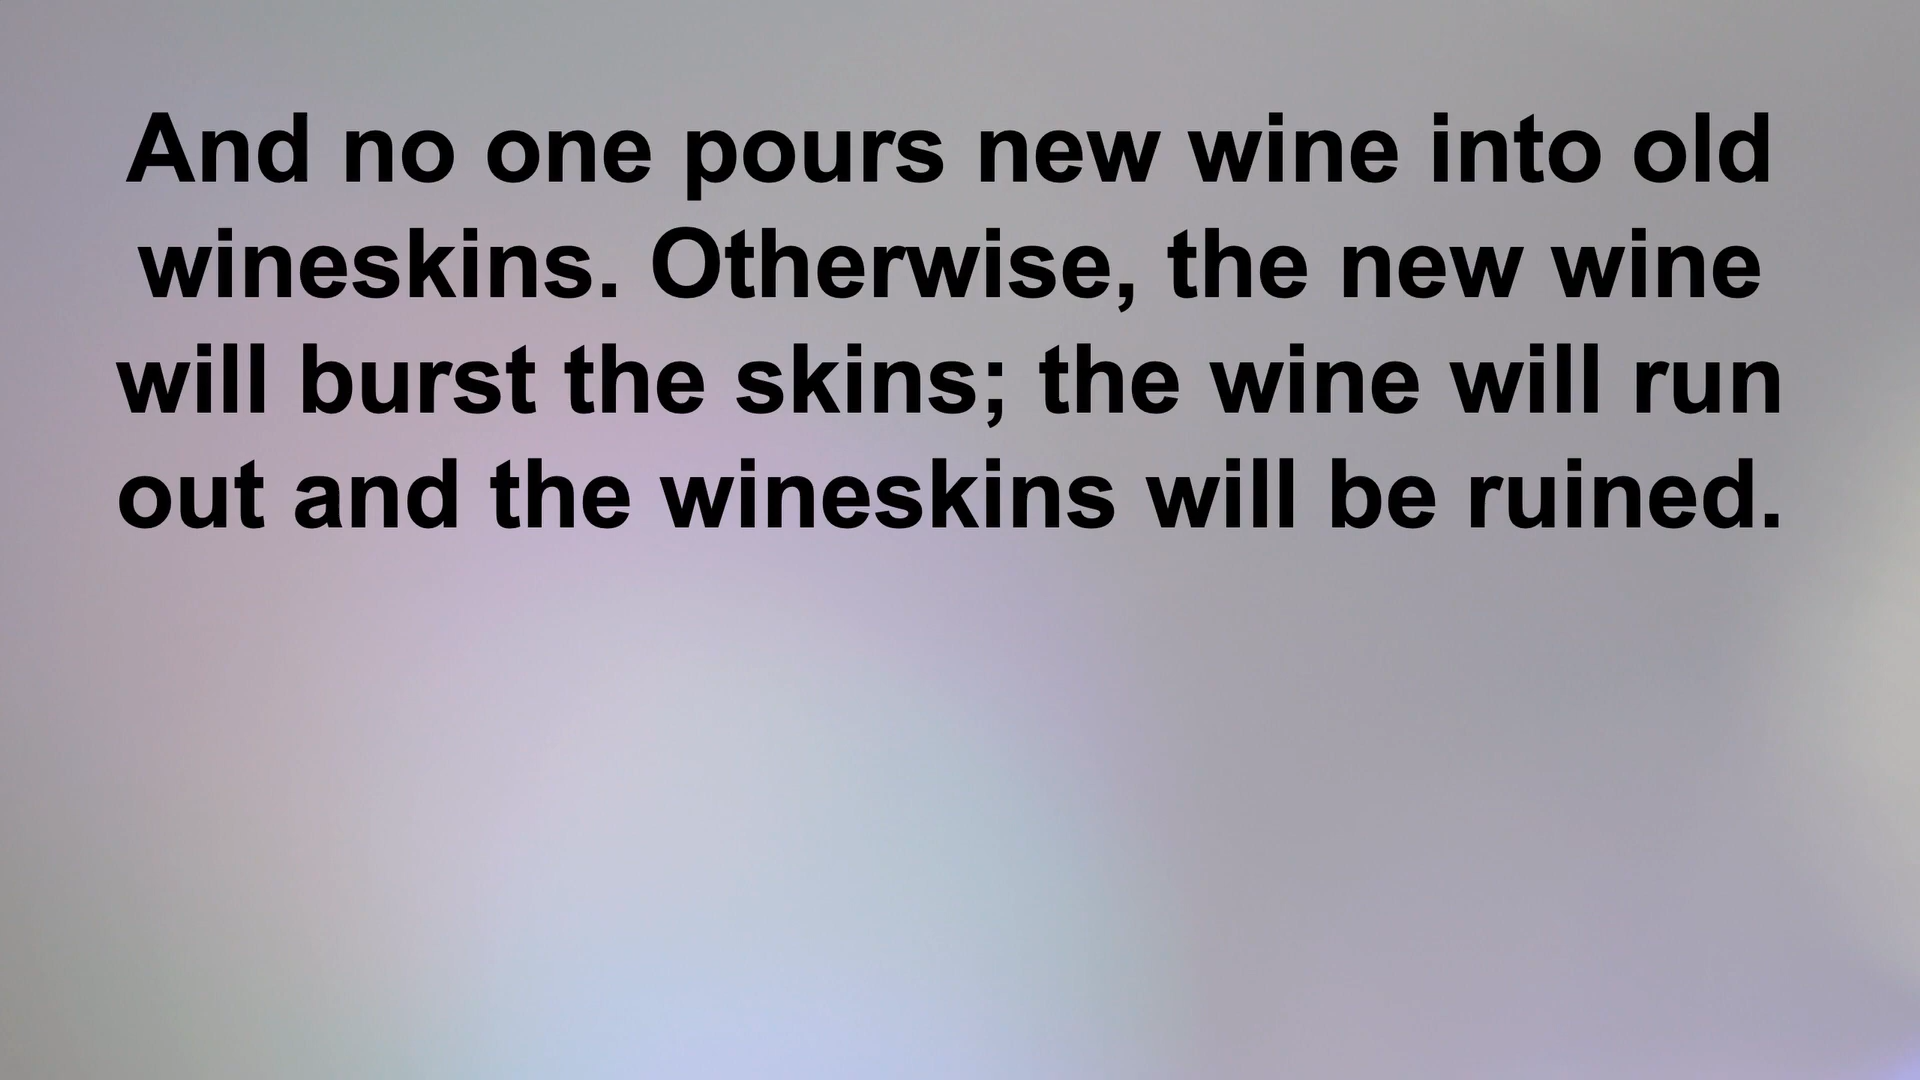 And no one pours new wine into old
wineskins. Otherwise, the new wine
will burst the skins; the wine will run
out and the wineskins will be ruined.